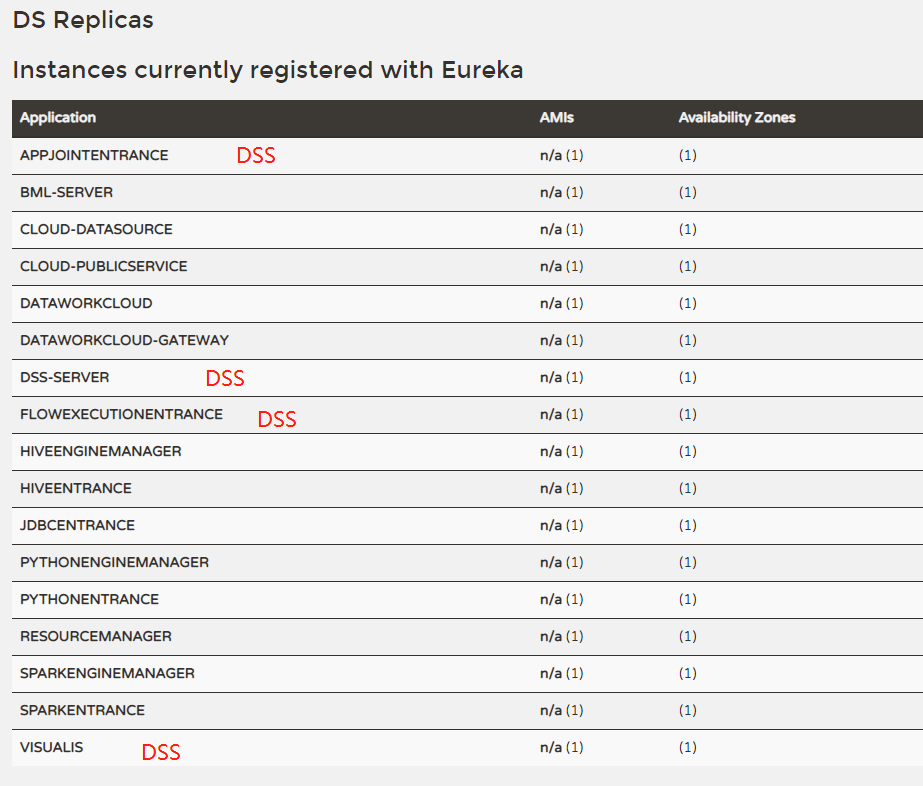 DS Replicas
Instances currently registered with Eureka
Application AMIs Availability Zones
APPJOINTENTRANCE DSS n/a (1) (1)
BML-SERVER n/a (1) (1)
CLOUD-DATASOURCE n/a (1) (1)
CLOUD-PUBLICSERVICE n/a (1) (1)
DATAWORKCLOUD n/a (1) (1)
DATAWORKCLOUD-GATEWAY n/a (1) (1)
DSS-SERVER DSS n/a (1) (1)
FLOWEXECUTIONENTRANCE DSS n/a (1) (1)
HIVEENGINEMANAGER n/a (1) (1)
HIVEENTRANCE n/a (1) (1)
JDBCENTRANCE n/a (1) (1)
PYTHONENGINEMANAGER n/a (1) (1)
PYTHONENTRANCE n/a (1) (1)
RESOURCEMANAGER n/a (1) (1)
SPARKENGINEMANAGER n/a (1) (1)
SPARKENTRANCE n/a (1) (1)
VISUALIS DSS n/a (1) (1)